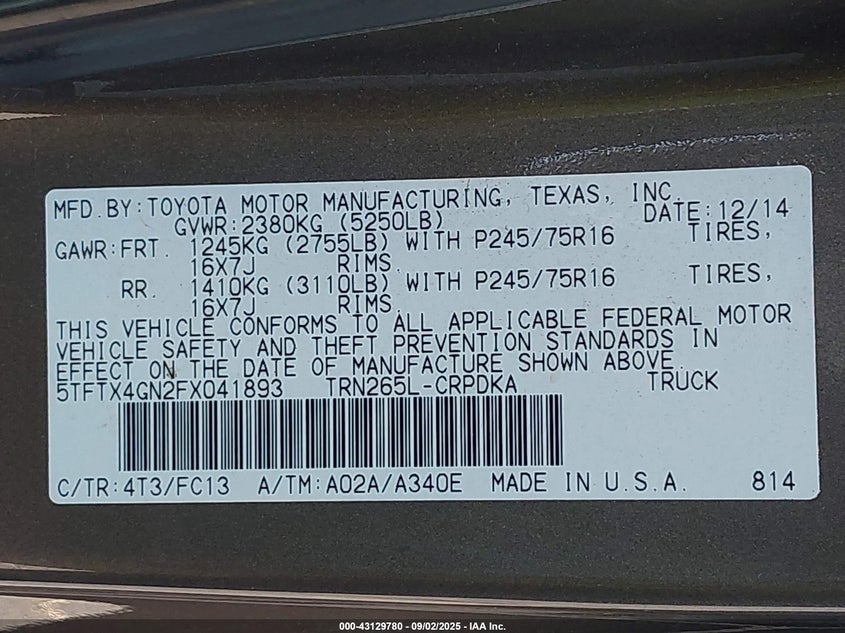 MFD. BY: TOYOTA MOTOR MANUFACTURING, TEXAS, INC.
GVWR: 2380KG (5250LB) DATE: 12/14
GAWR: FRT. 1245KG (2755LB) WITH P245/75R16 TIRES,
16X7J RIMS.
RR. 1410KG (3110LB) WITH P245/75R16 TIRES,
16X7J RIMS.
THIS VEHICLE CONFORMS TO ALL APPLICABLE FEDERAL MOTOR
VEHICLE SAFETY AND THEFT PREVENTION STANDARDS IN
EFFECT ON THE DATE OF MANUFACTURE SHOWN ABOVE.
5TFTX4GN2FX041893 TRN265L-CRPDKA TRUCK
C/TR: 4T3/FC13 A/TM: A02A/A340E MADE IN U.S.A. 814
000-43129780 - 09/02/2025 - IAA Inc.